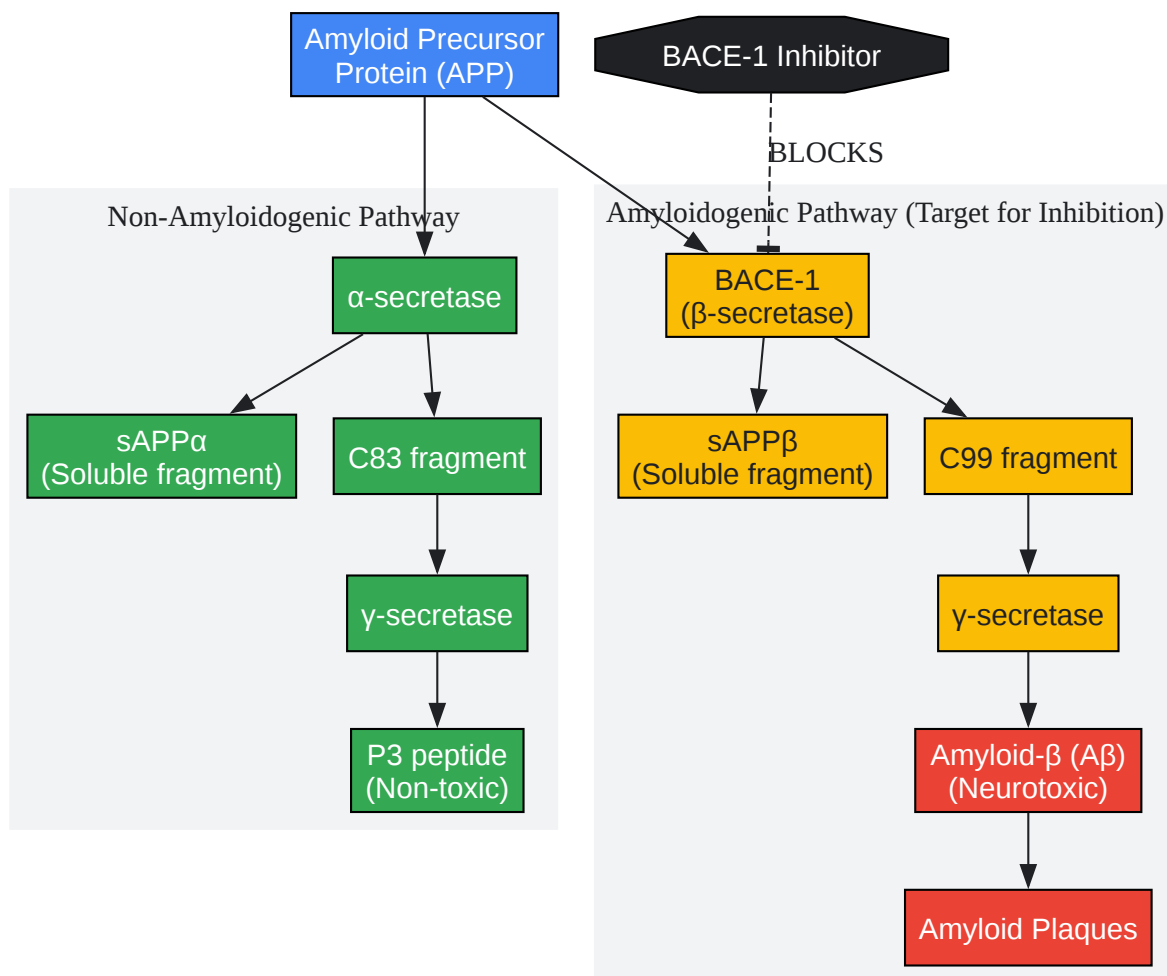 Amyloid Precursor
Protein (APP)
BACE-1 Inhibitor
BLOCKS
Non-Amyloidogenic Pathway
Amyloidogenic Pathway (Target for Inhibition)
α-secretase
BACE-1
(β-secretase)
sAPPα
(Soluble fragment)
C83 fragment
sAPPβ
(Soluble fragment)
C99 fragment
γ-secretase
γ-secretase
P3 peptide
(Non-toxic)
Amyloid-β (Aβ)
(Neurotoxic)
Amyloid Plaques